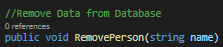 //Remove Data from Database
0 references
public void RemovePerson(string name)